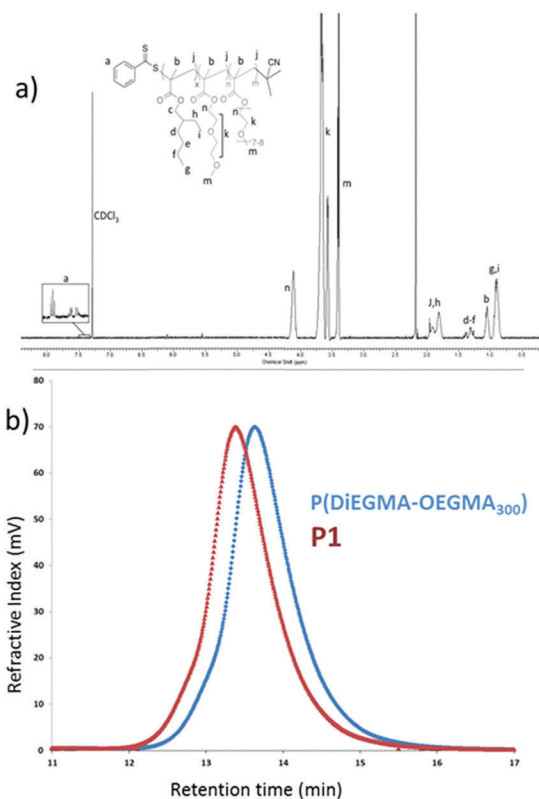 a)
S
CN
a
S
b
j
b
j
b
j
x
n
m
O
O
O
O
O
O
c
h
n
n
k
d
i
O
k
O
7-8
e
m
f
O
g
m
k
m
CDCl3
a
n
J,h
d-f
b
g,i
8.0 7.5 7.0 6.5 6.0 5.5 5.0 4.5 4.0 3.5 3.0 2.5 2.0 1.5 1.0 0.5
Chemical Shift (ppm)
b)
80
70
60
50
40
30
20
10
0
Refractive Index (mV)
P(DiEGMA-OEGMA300)
P1
11 12 13 14 15 16 17
Retention time (min)